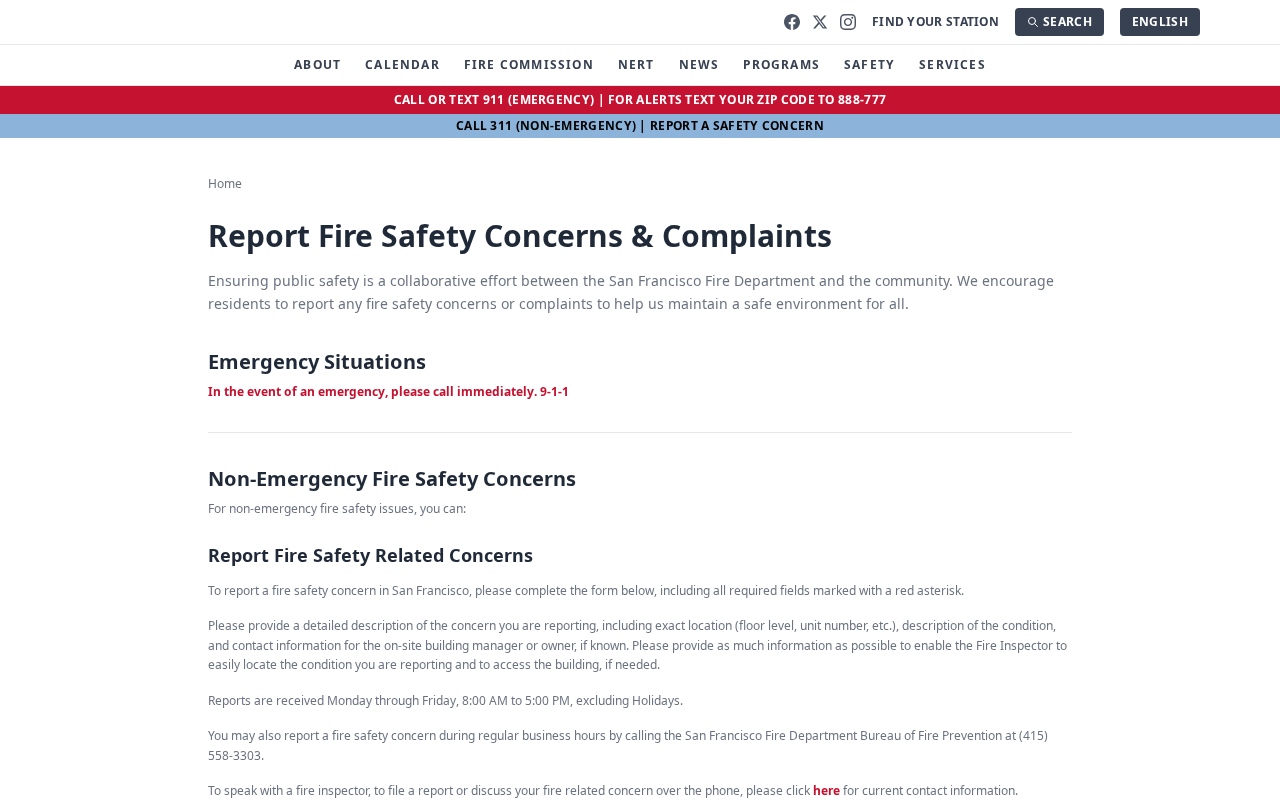 FIND YOUR STATION
SEARCH
ENGLISH
ABOUT CALENDAR FIRE COMMISSION NERT NEWS PROGRAMS SAFETY SERVICES
CALL OR TEXT 911 (EMERGENCY) | FOR ALERTS TEXT YOUR ZIP CODE TO 888-777
CALL 311 (NON-EMERGENCY) | REPORT A SAFETY CONCERN
Home
Report Fire Safety Concerns & Complaints
Ensuring public safety is a collaborative effort between the San Francisco Fire Department and the community. We encourage
residents to report any fire safety concerns or complaints to help us maintain a safe environment for all.
Emergency Situations
In the event of an emergency, please call immediately. 9-1-1
Non-Emergency Fire Safety Concerns
For non-emergency fire safety issues, you can:
Report Fire Safety Related Concerns
To report a fire safety concern in San Francisco, please complete the form below, including all required fields marked with a red asterisk.
Please provide a detailed description of the concern you are reporting, including exact location (floor level, unit number, etc.), description of the condition,
and contact information for the on-site building manager or owner, if known. Please provide as much information as possible to enable the Fire Inspector to
easily locate the condition you are reporting and to access the building, if needed.
Reports are received Monday through Friday, 8:00 AM to 5:00 PM, excluding Holidays.
You may also report a fire safety concern during regular business hours by calling the San Francisco Fire Department Bureau of Fire Prevention at (415)
558-3303.
To speak with a fire inspector, to file a report or discuss your fire related concern over the phone, please click here for current contact information.